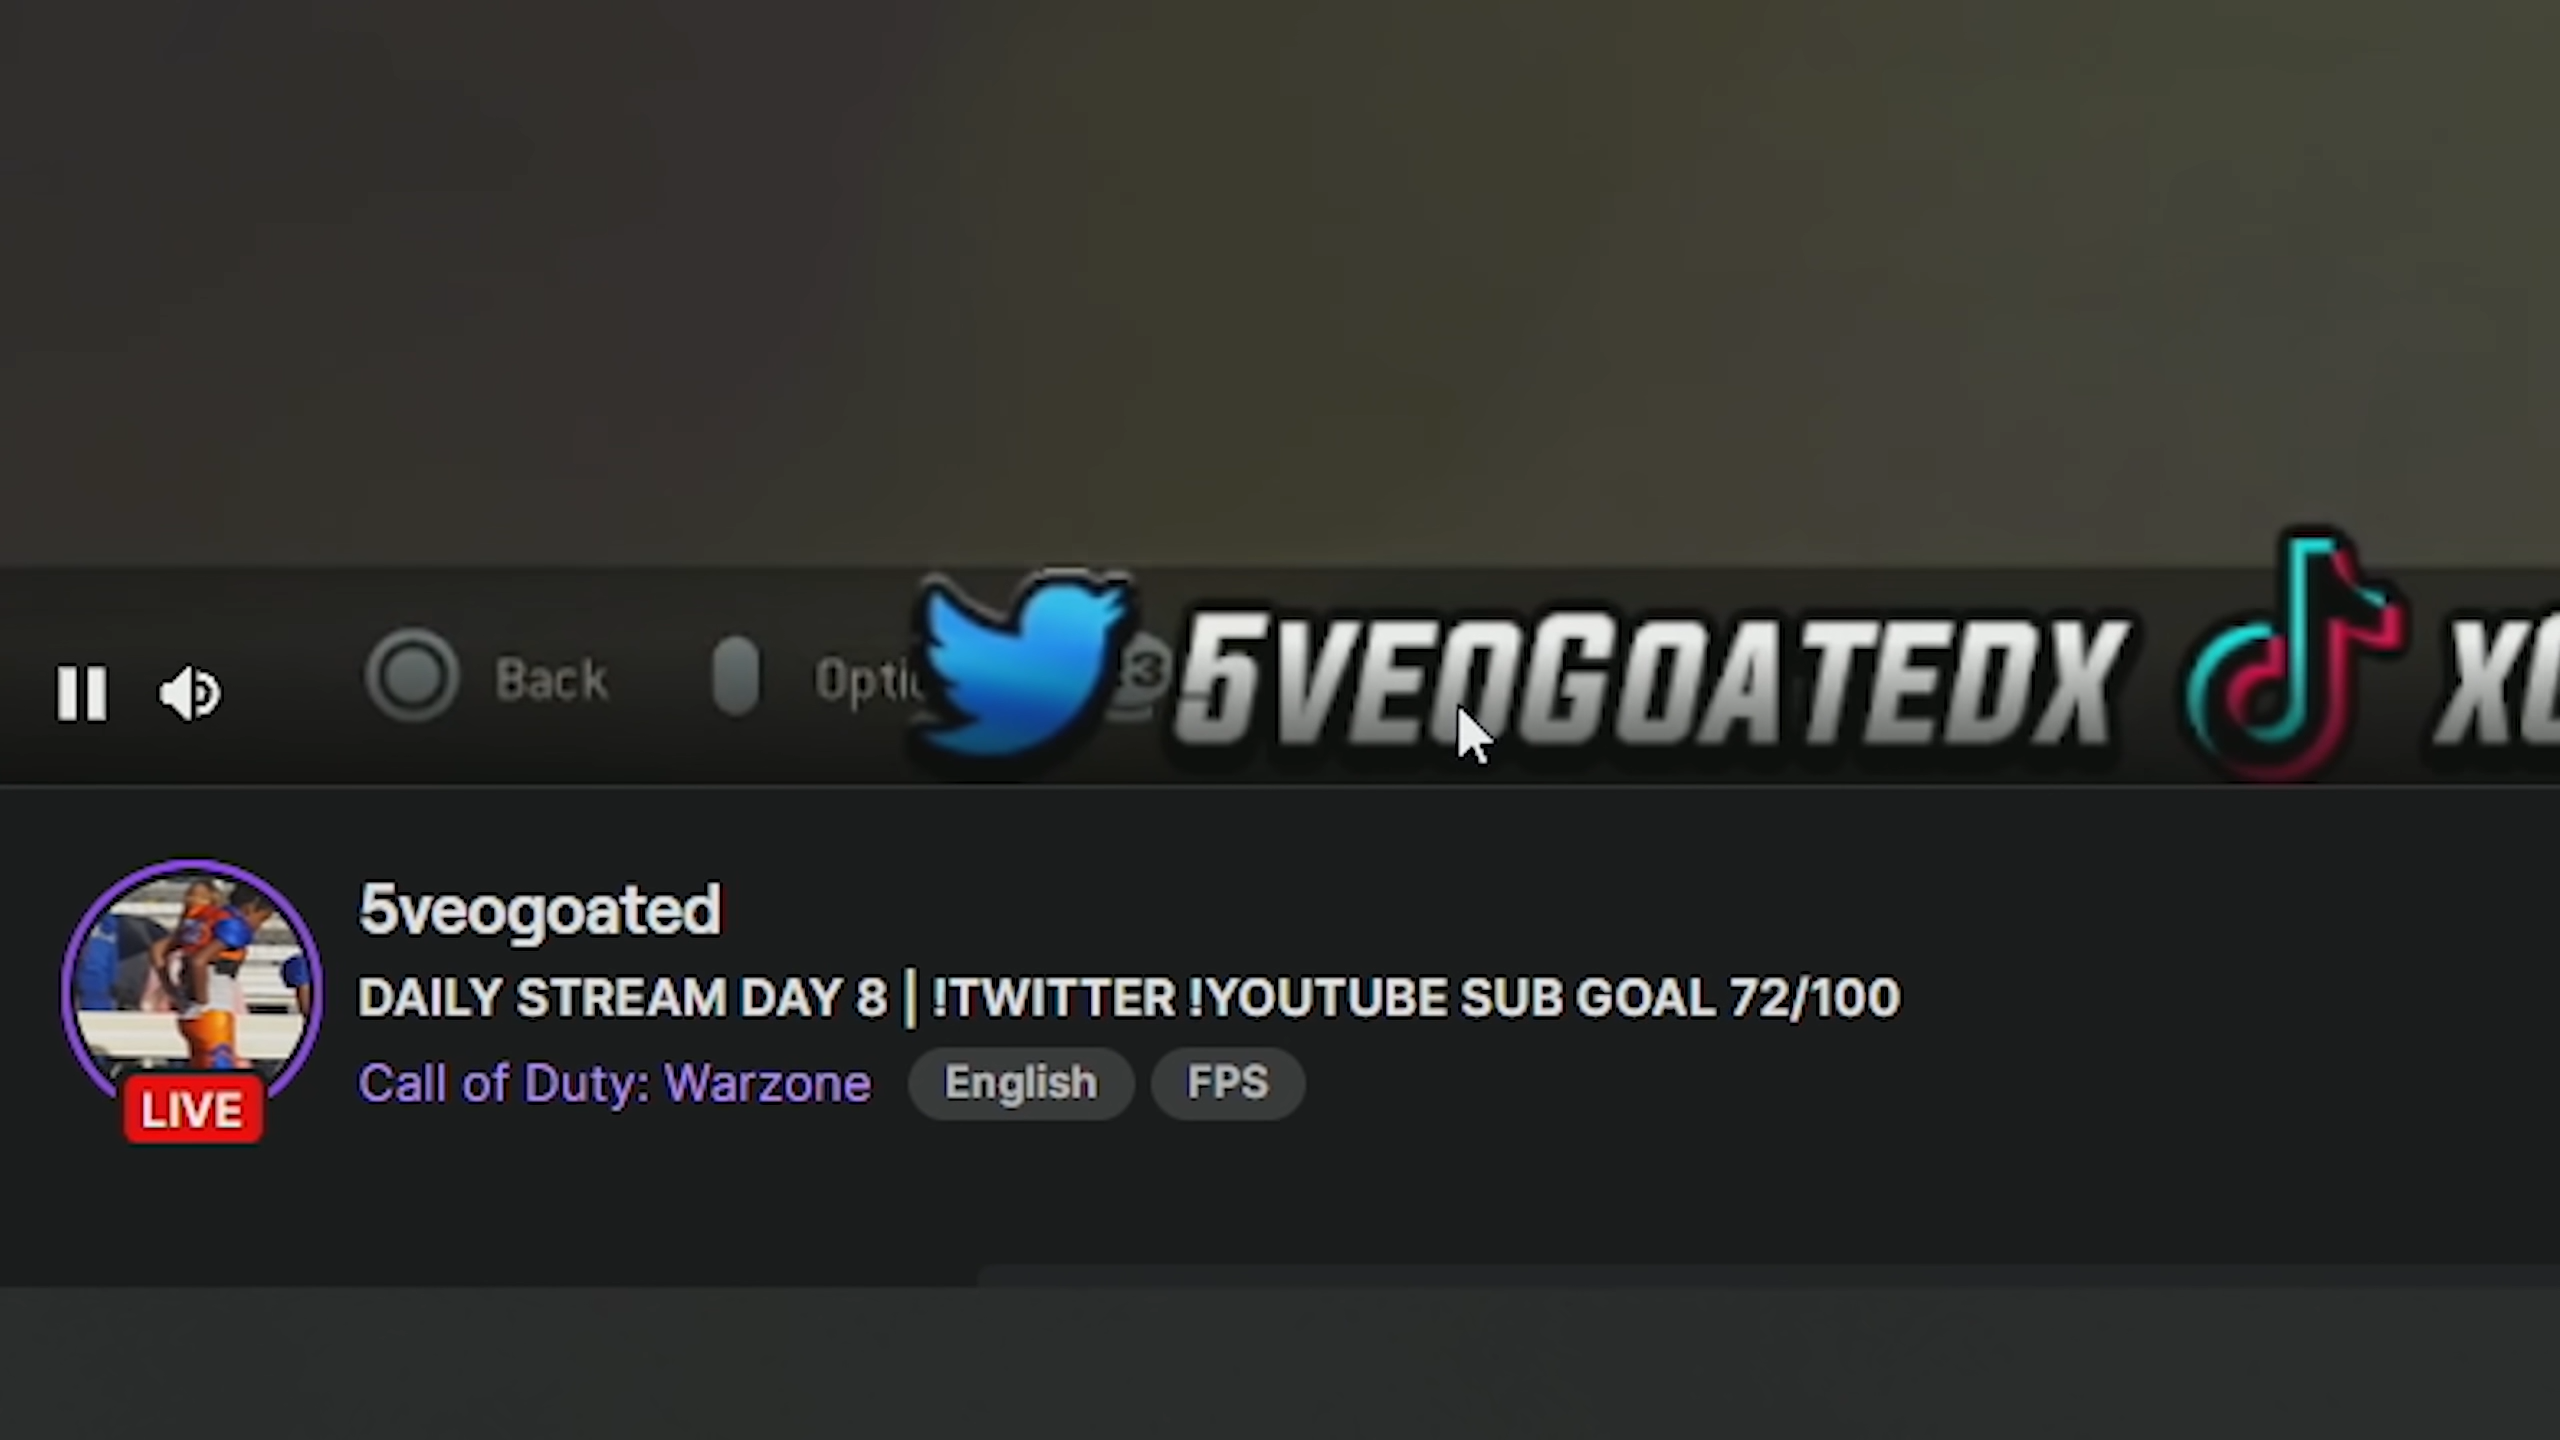 Back
5VEOGOATEDX
5veogoated
DAILY STREAM DAY 8 | !TWITTER !YOUTUBE SUB GOAL 72/100
Call of Duty: Warzone English FPS
LIVE